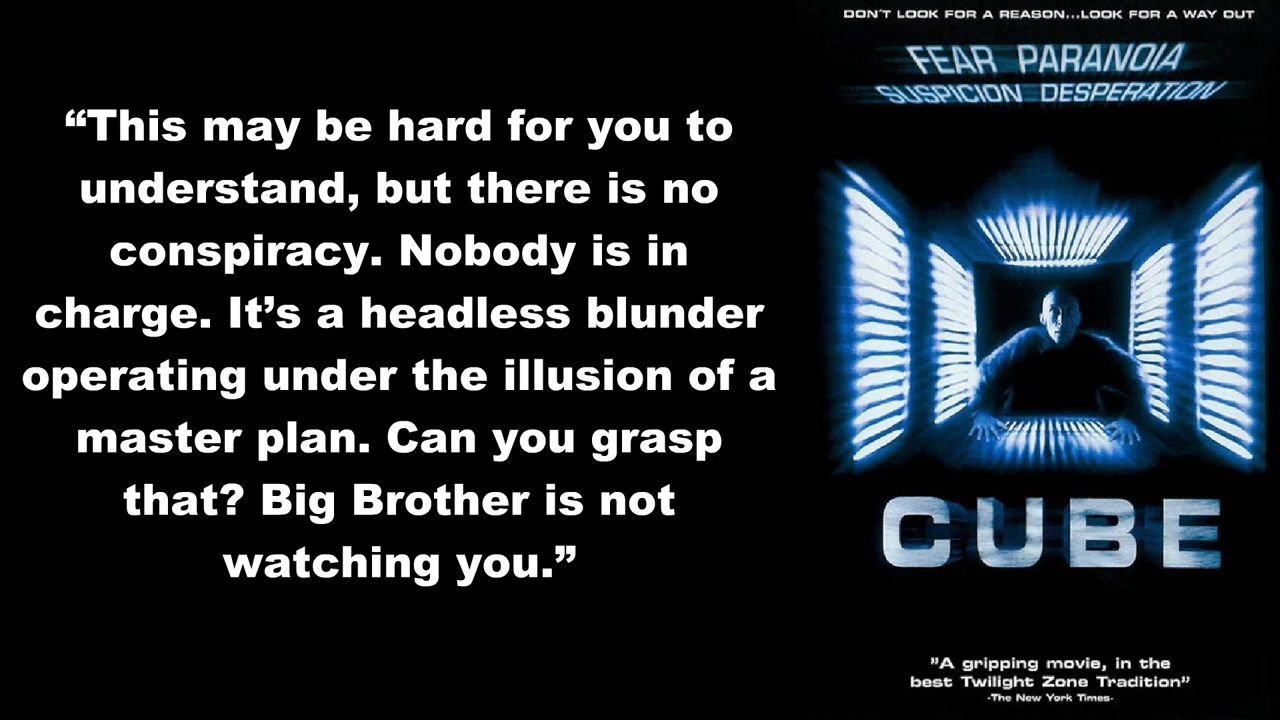 “This may be hard for you to
understand, but there is no
conspiracy. Nobody is in
charge. It’s a headless blunder
operating under the illusion of a
master plan. Can you grasp
that? Big Brother is not
watching you.”
DON'T LOOK FOR A REASON...LOOK FOR A WAY OUT
FEAR PARANOIA
SUSPICION DESPERATION
CUBE
”A gripping movie, in the
best Twilight Zone Tradition”
-The New York Times-